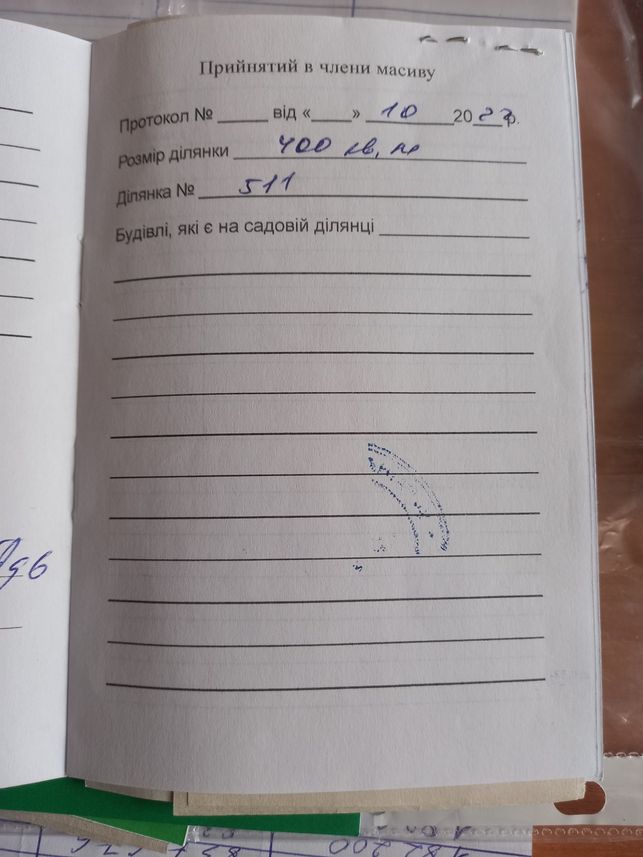 Прийнятий в члени масиву
Протокол № ______ від «____» 10 20 р.
Розмір ділянки 400 кв, м
Ділянка № 511
Будівлі, які є на садовій ділянці